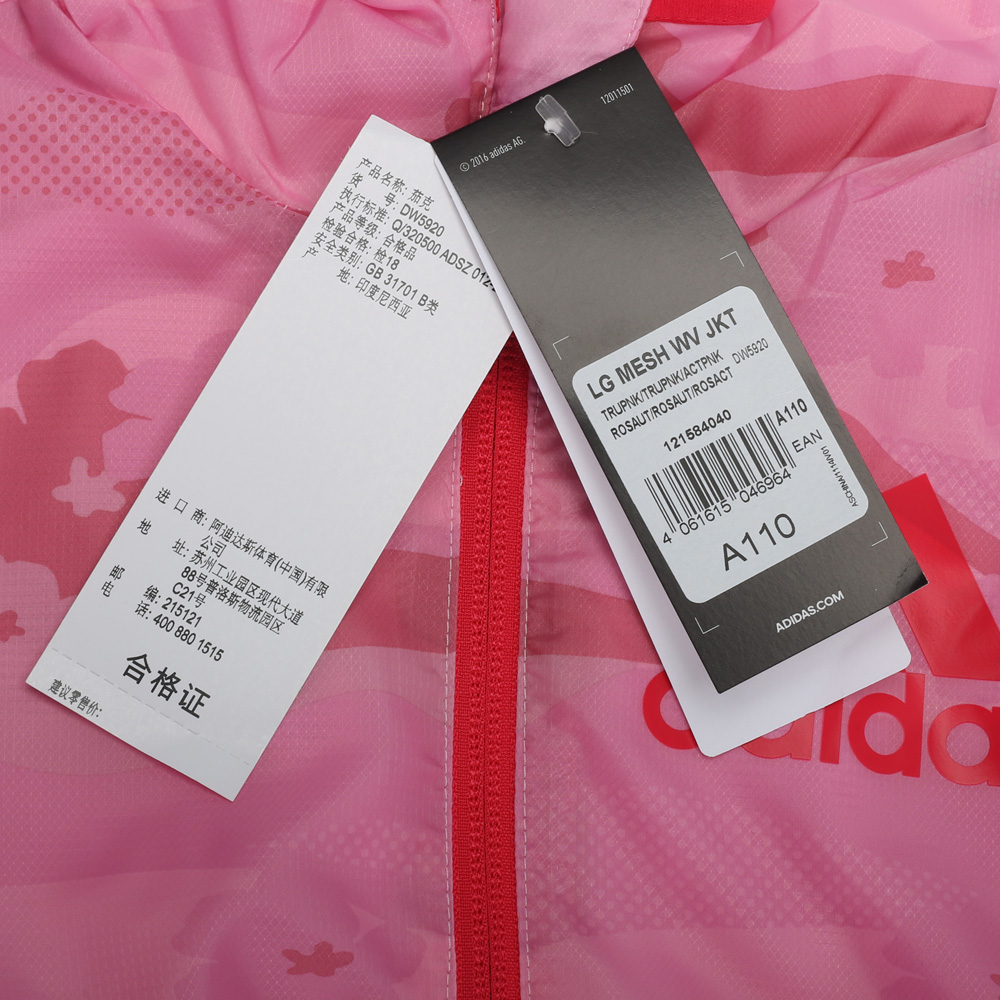 产品名称: 茄克
货 号: DW5920
执行标准: Q/320500 ADSZ 012
产品等级: 合格品
检验合格: 检18
安全类别: GB 31701 B类
产 地: 印度尼西亚
进 口 商: 阿迪达斯体育(中国)有限
公司
地 址: 苏州工业园区现代大道
88号普洛斯物流园区
C21号
邮 编: 215121
电 话: 400 880 1515
合格证
建议零售价:
12011501
© 2016 adidas AG.
LG MESH WV JKT
TRUPNK/TRUPNK/ACTPNK DW5920
ROSAUT/ROSAUT/ROSACT
121584040 A110
EAN
4 061615 046964
A110
ASCHINA/1114/V01
ADIDAS.COM
adidas